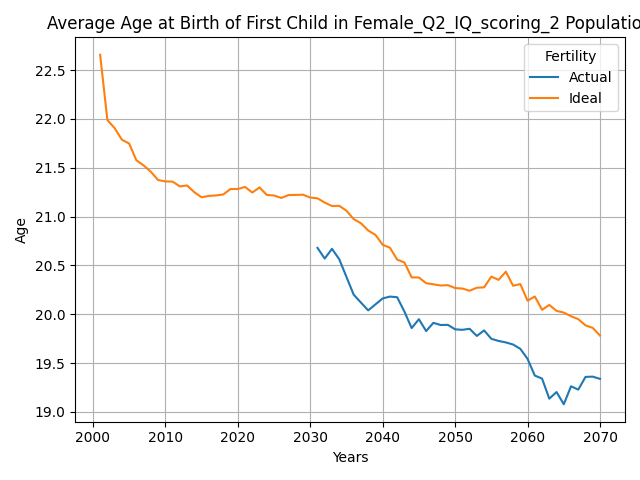 Average Age at Birth of First Child in Female_Q2_IQ_scoring_2 Populatio
Fertility
Actual
Ideal
Age
22.5
22.0
21.5
21.0
20.5
20.0
19.5
19.0
2000 2010 2020 2030 2040 2050 2060 2070
Years